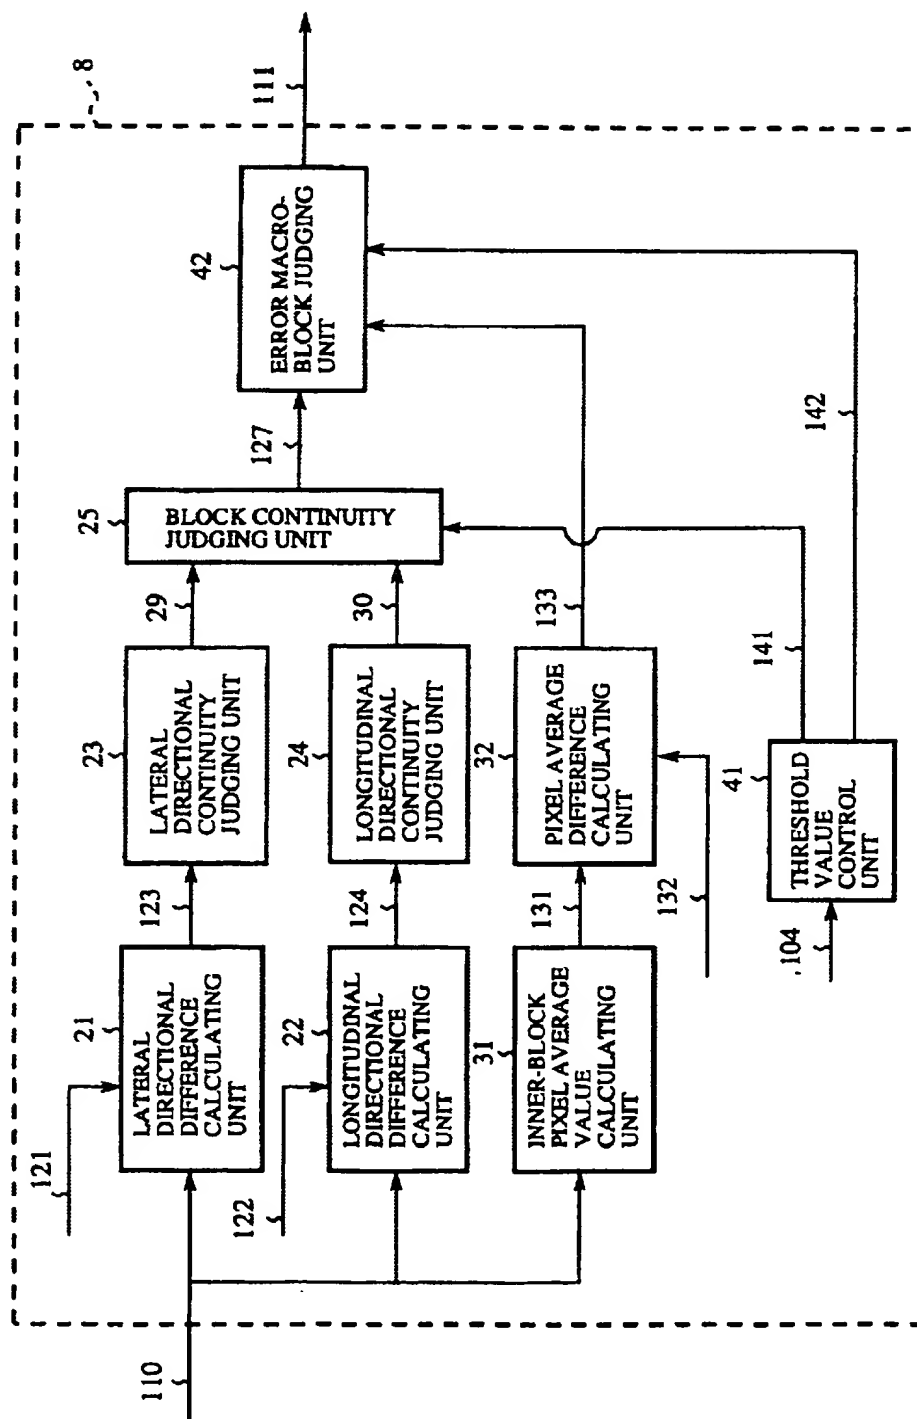 8
110
121
21
LATERAL
DIRECTIONAL
DIFFERENCE
CALCULATING
UNIT
123
23
LATERAL
DIRECTIONAL
CONTINUITY
JUDGING UNIT
29
25
BLOCK CONTINUITY
JUDGING UNIT
127
42
ERROR MACRO-
BLOCK JUDGING
UNIT
111
122
22
LONGITUDINAL
DIRECTIONAL
DIFFERENCE
CALCULATING
UNIT
124
24
LONGITUDINAL
DIRECTIONAL
CONTINUITY
JUDGING UNIT
30
31
INNER-BLOCK
PIXEL AVERAGE
VALUE
CALCULATING
UNIT
131
32
PIXEL AVERAGE
DIFFERENCE
CALCULATING
UNIT
133
132
104
41
THRESHOLD
VALUE
CONTROL
UNIT
141
142